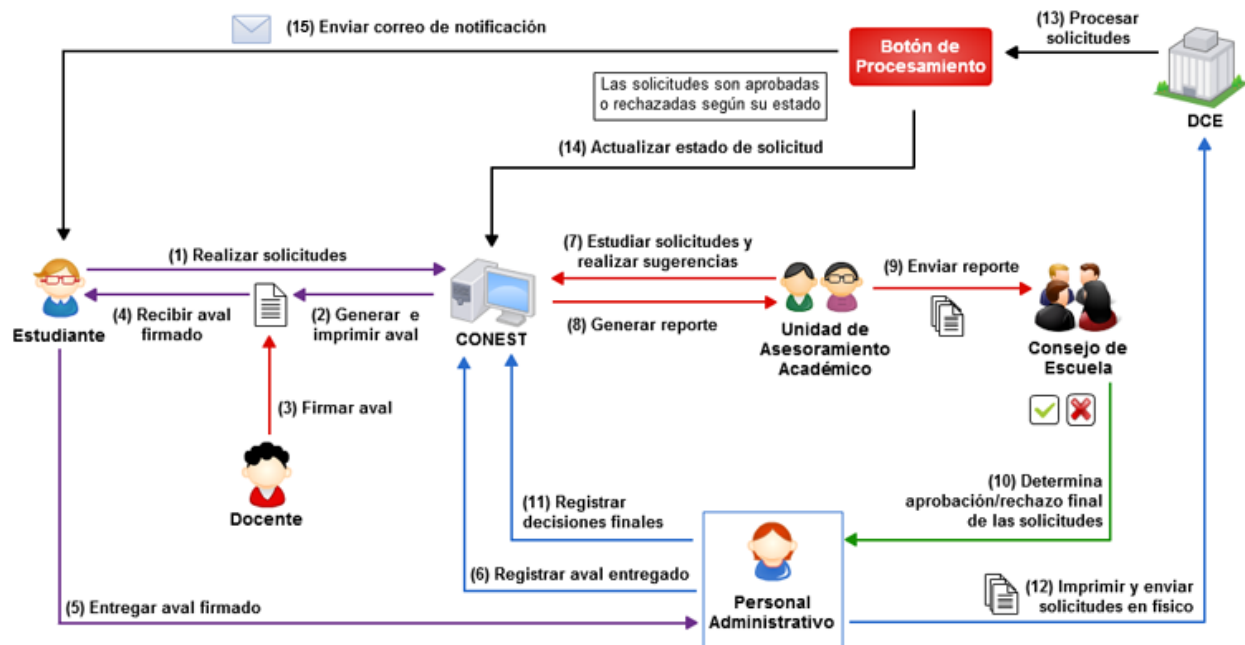 (15) Enviar correo de notificación
Botón de
Procesamiento
(13) Procesar
solicitudes
Las solicitudes son aprobadas
o rechazadas según su estado
DCE
(14) Actualizar estado de solicitud
(1) Realizar solicitudes
(7) Estudiar solicitudes y
realizar sugerencias
(9) Enviar reporte
Estudiante
(4) Recibir aval
firmado
(2) Generar e
imprimir aval
CONEST
(8) Generar reporte
Unidad de
Asesoramiento
Académico
Consejo de
Escuela
(3) Firmar aval
Docente
(10) Determina
aprobación/rechazo final
de las solicitudes
(11) Registrar
decisiones finales
(6) Registrar aval entregado
(5) Entregar aval firmado
Personal
Administrativo
(12) Imprimir y enviar
solicitudes en físico